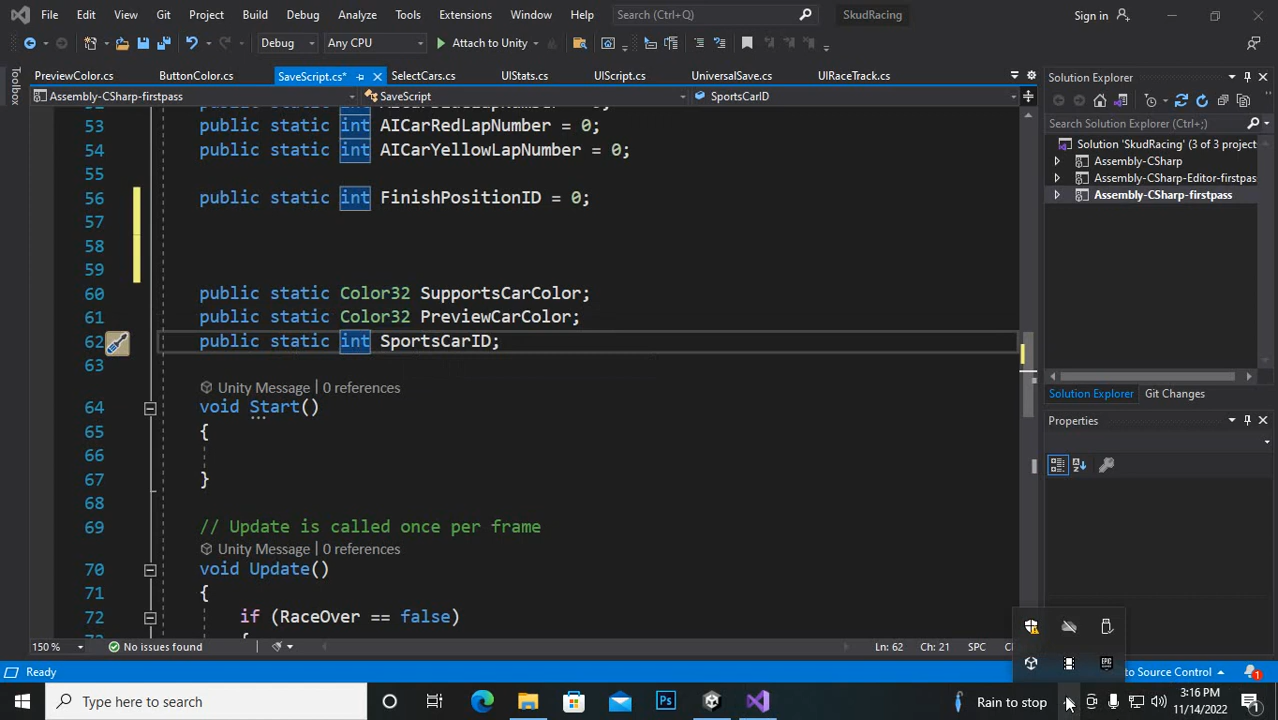 File Edit View Git Project Build Debug Analyze Tools Extensions Window Help Search (Ctrl+Q) SkudRacing Sign in
Debug Any CPU Attach to Unity
Toolbox
PreviewColor.cs ButtonColor.cs SaveScript.cs* SelectCars.cs UIStats.cs UIScript.cs UniversalSave.cs UIRaceTrack.cs
Assembly-CSharp-firstpass SaveScript SportsCarID
53 public static int AICarRedLapNumber = 0;
54 public static int AICarYellowLapNumber = 0;
55
56 public static int FinishPositionID = 0;
57
58
59
60 public static Color32 SupportsCarColor;
61 public static Color32 PreviewCarColor;
62 public static int SportsCarID;
63
Unity Message | 0 references
64 void Start()
65 {
66
67 }
68
69 // Update is called once per frame
Unity Message | 0 references
70 void Update()
71 {
72 if (RaceOver == false)
150 % No issues found Ln: 62 Ch: 21 SPC
Solution Explorer
Search Solution Explorer (Ctrl+;)
Solution 'SkudRacing' (3 of 3 project
Assembly-CSharp
Assembly-CSharp-Editor-firstpas
Assembly-CSharp-firstpass
Solution Explorer Git Changes
Properties
Ready to Source Control 1
Type here to search
Ps
EPIC
Rain to stop
3:16 PM
11/14/2022
1